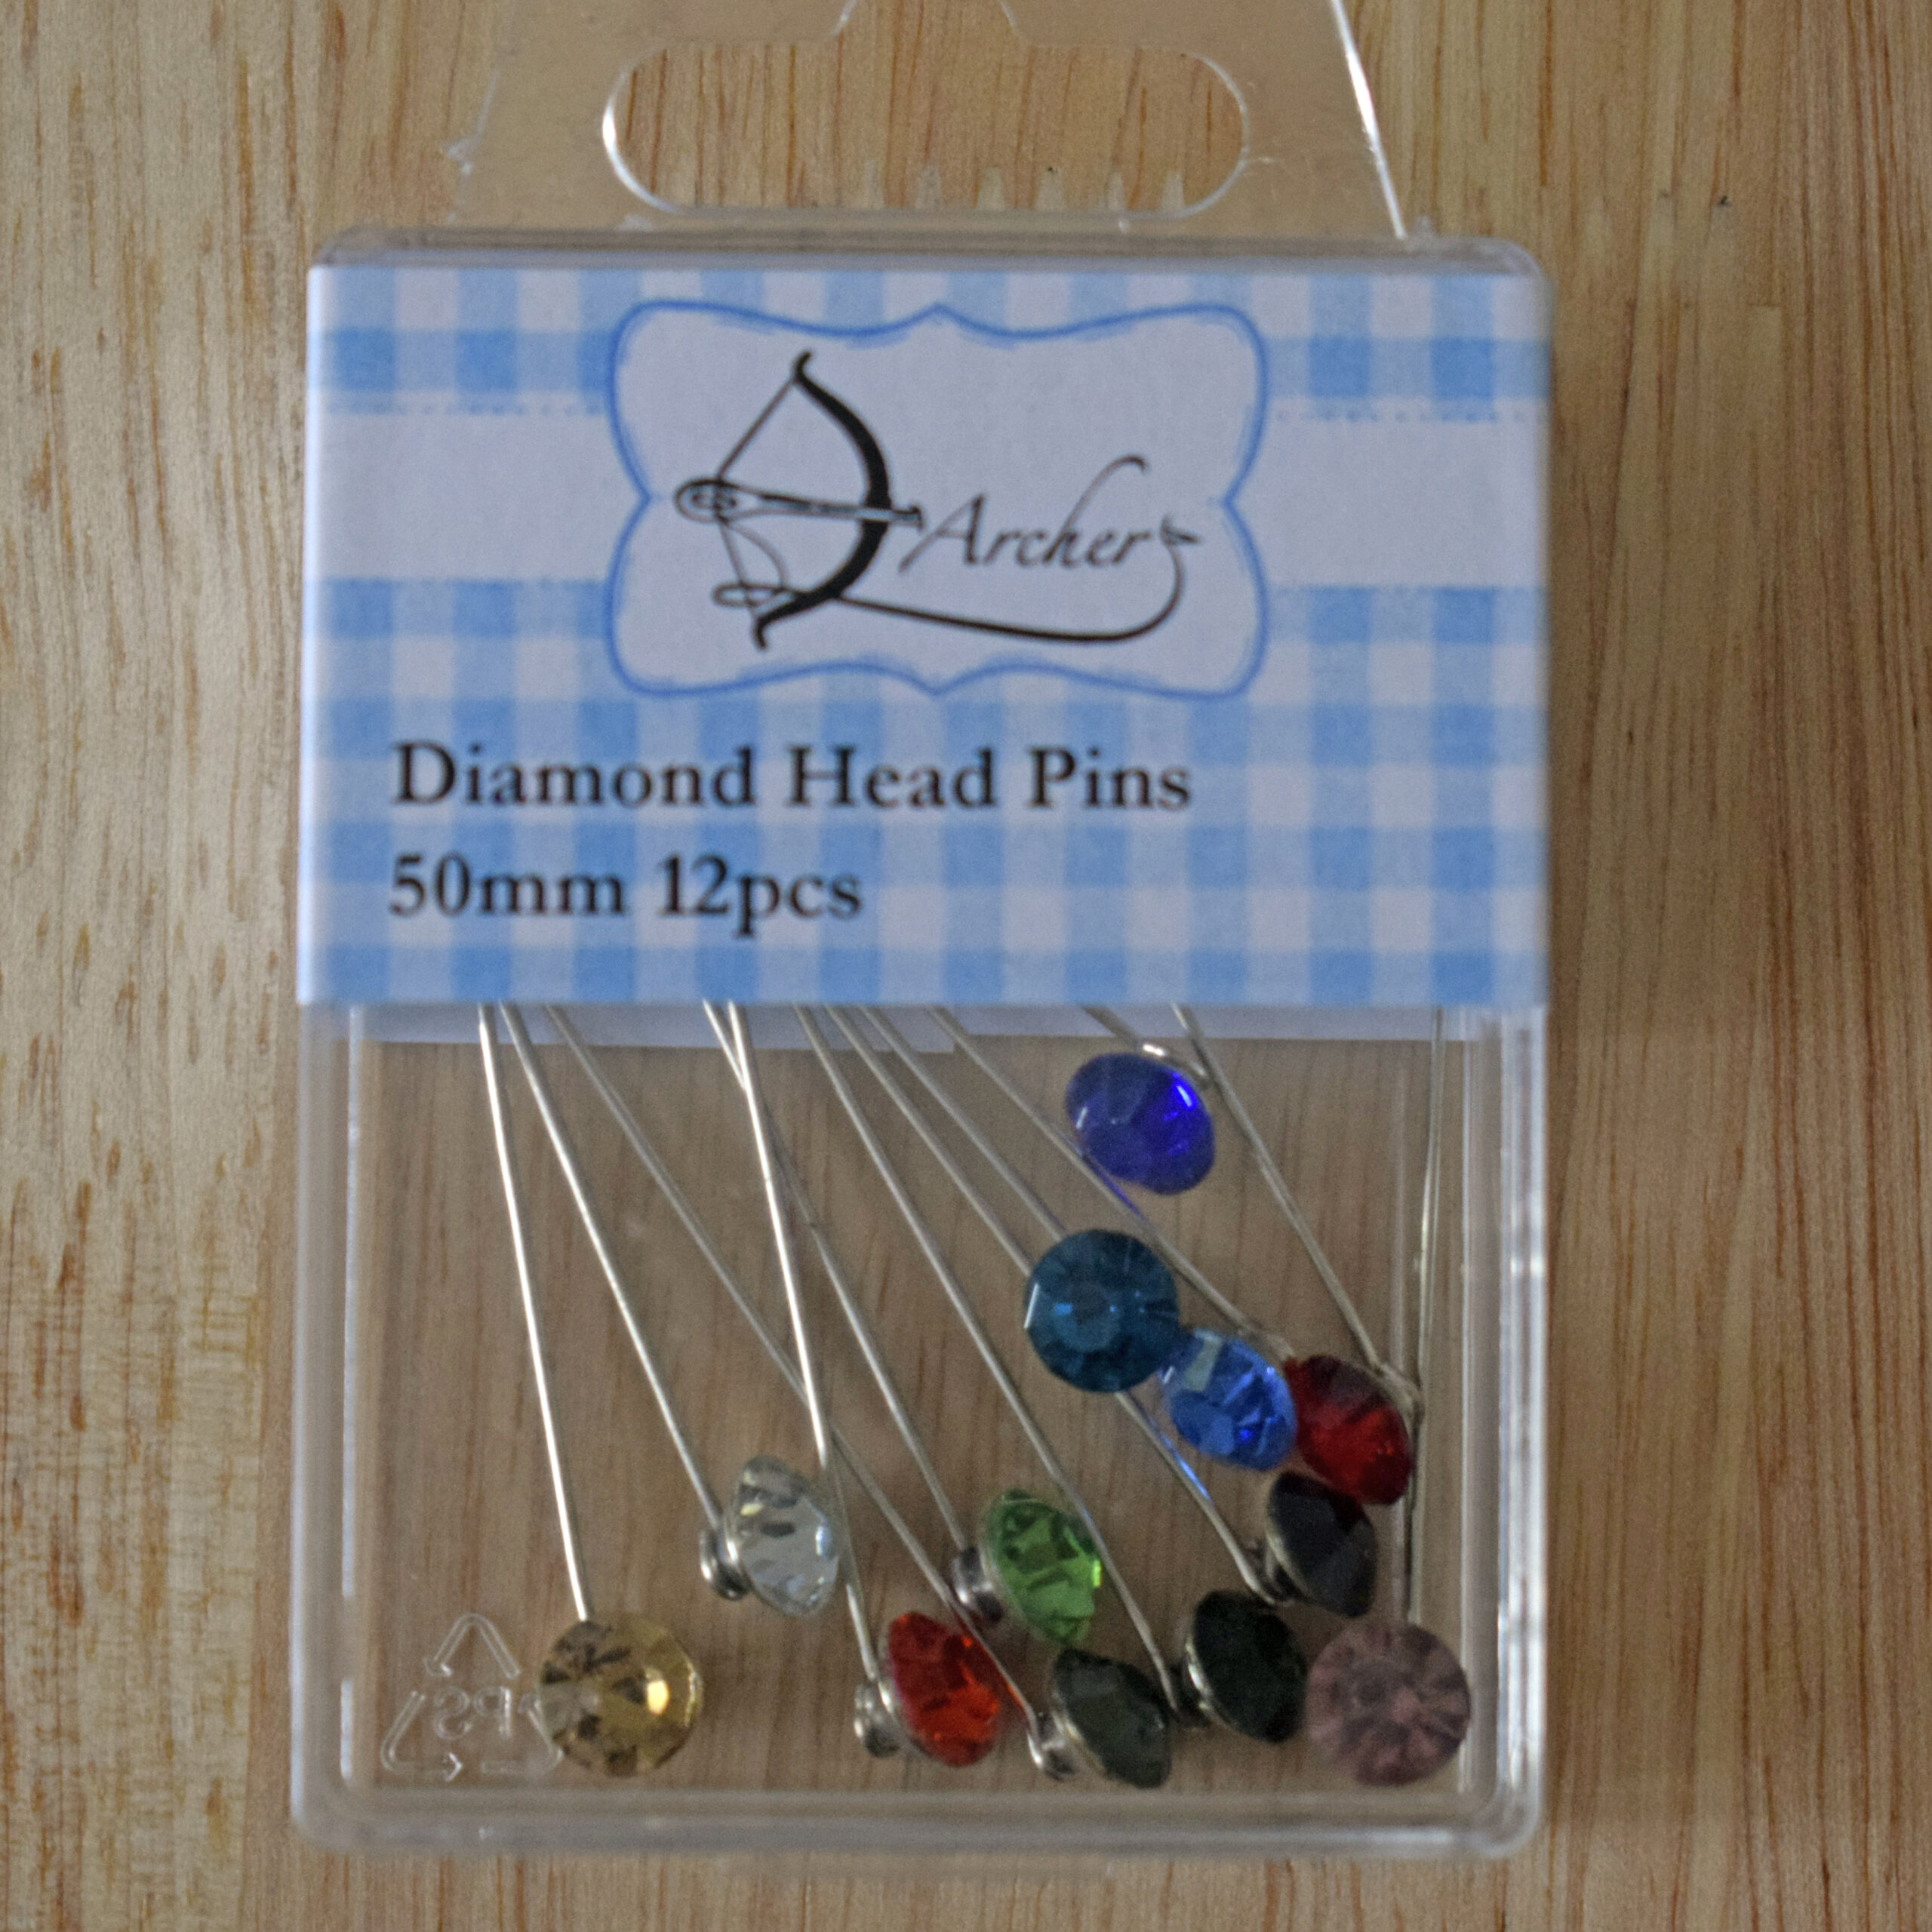 Archer
Diamond Head Pins
50mm 12pcs
PS